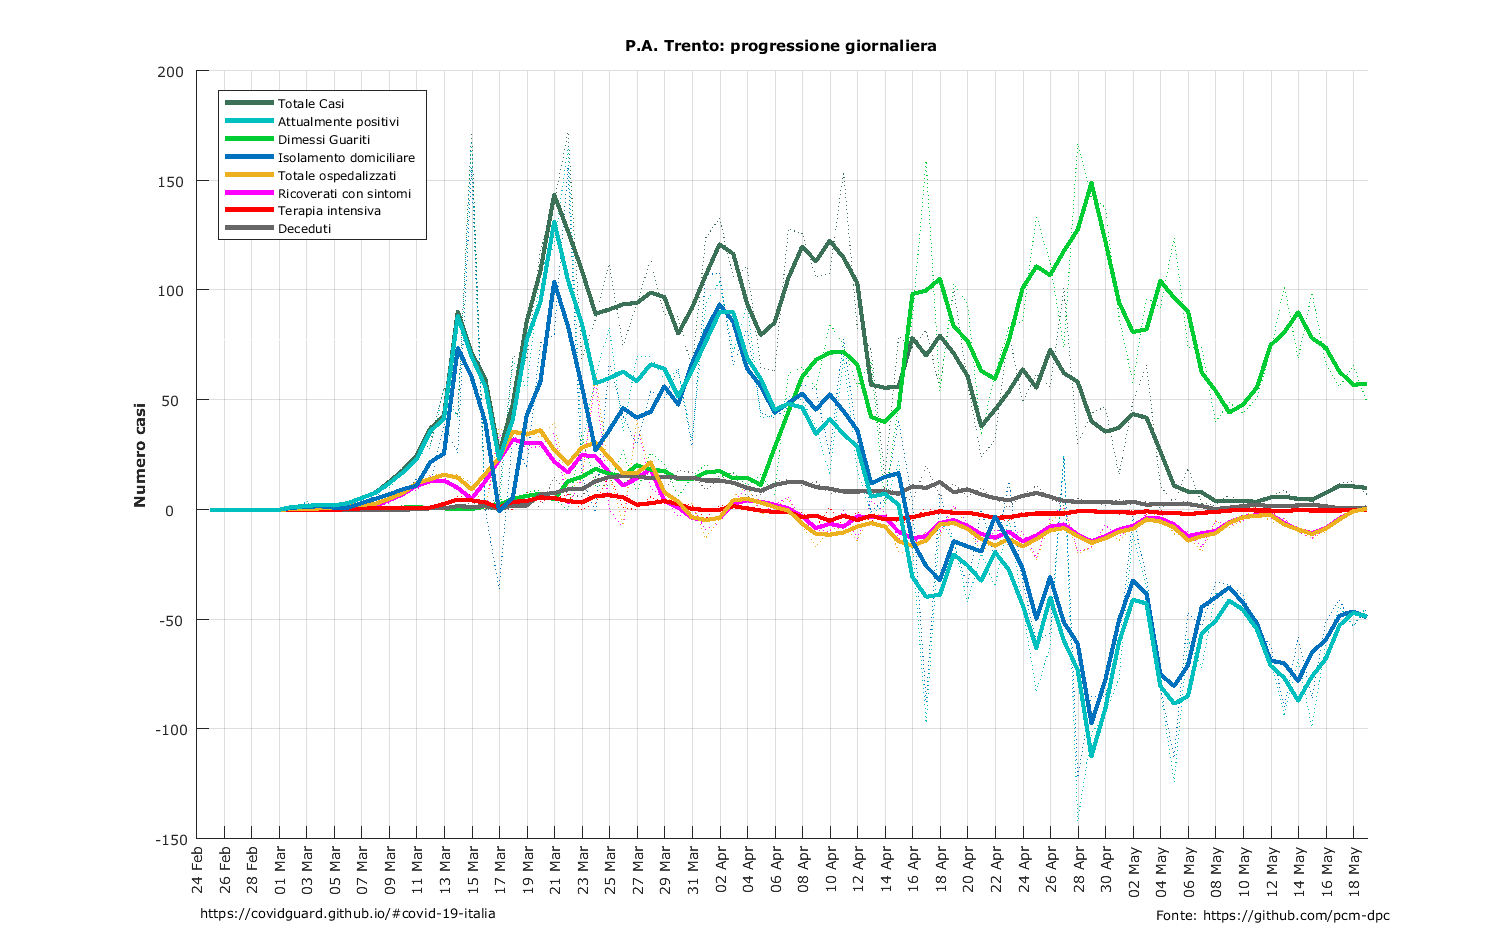 P.A. Trento: progressione giornaliera
Numero casi
200
150
100
50
0
-50
-100
-150
Totale Casi
Attualmente positivi
Dimessi Guariti
Isolamento domiciliare
Totale ospedalizzati
Ricoverati con sintomi
Terapia intensiva
Deceduti
24 Feb
26 Feb
28 Feb
01 Mar
03 Mar
05 Mar
07 Mar
09 Mar
11 Mar
13 Mar
15 Mar
17 Mar
19 Mar
21 Mar
23 Mar
25 Mar
27 Mar
29 Mar
31 Mar
02 Apr
04 Apr
06 Apr
08 Apr
10 Apr
12 Apr
14 Apr
16 Apr
18 Apr
20 Apr
22 Apr
24 Apr
26 Apr
28 Apr
30 Apr
02 May
04 May
06 May
08 May
10 May
12 May
14 May
16 May
18 May
https://covidguard.github.io/#covid-19-italia
Fonte: https://github.com/pcm-dpc